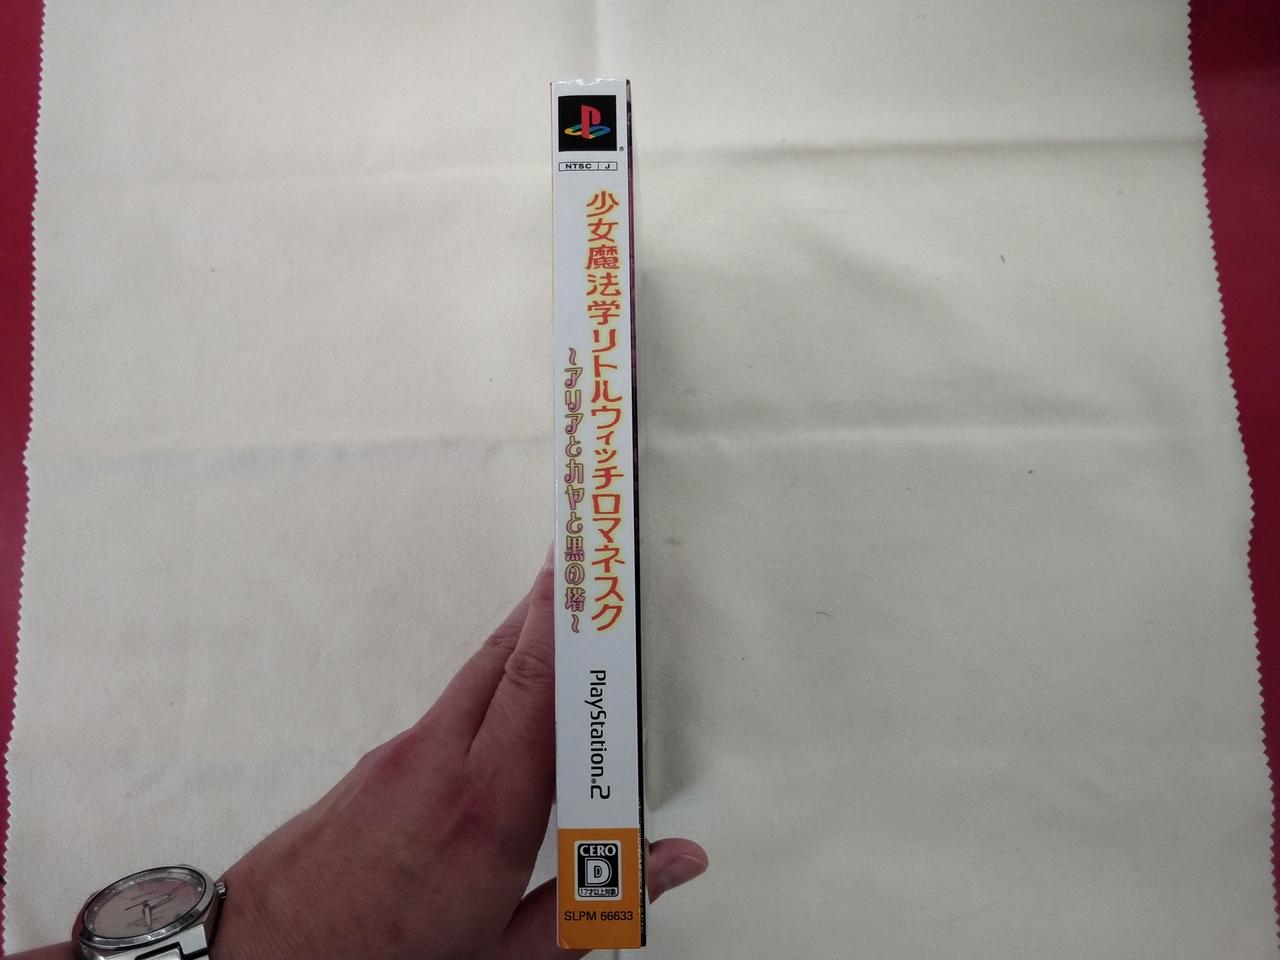 NTSC J
少女魔法学リトルウィッチロマネスク
～アリアとカヤと黒の塔～
PlayStation®2
CERO
D
17才以上対象
SLPM 66633